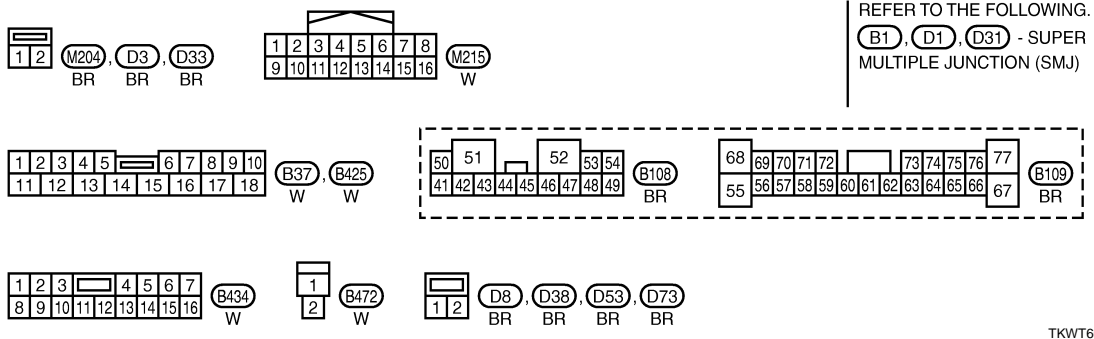 REFER TO THE FOLLOWING.
B1 , D1 , D31 - SUPER
MULTIPLE JUNCTION (SMJ)
1 2
M204 , D3 , D33
BR BR BR
1 2 3 4 5 6 7 8
9 10 11 12 13 14 15 16
M215
W
1 2 3 4 5 6 7 8 9 10
11 12 13 14 15 16 17 18
B37 , B425
W W
50 51 52 53 54
41 42 43 44 45 46 47 48 49
B108
BR
68 69 70 71 72 73 74 75 76 77
55 56 57 58 59 60 61 62 63 64 65 66 67
B109
BR
1 2 3 4 5 6 7
8 9 10 11 12 13 14 15 16
B434
W
1
2
B472
W
1 2
D8 , D38 , D53 , D73
BR BR BR BR
TKWT6